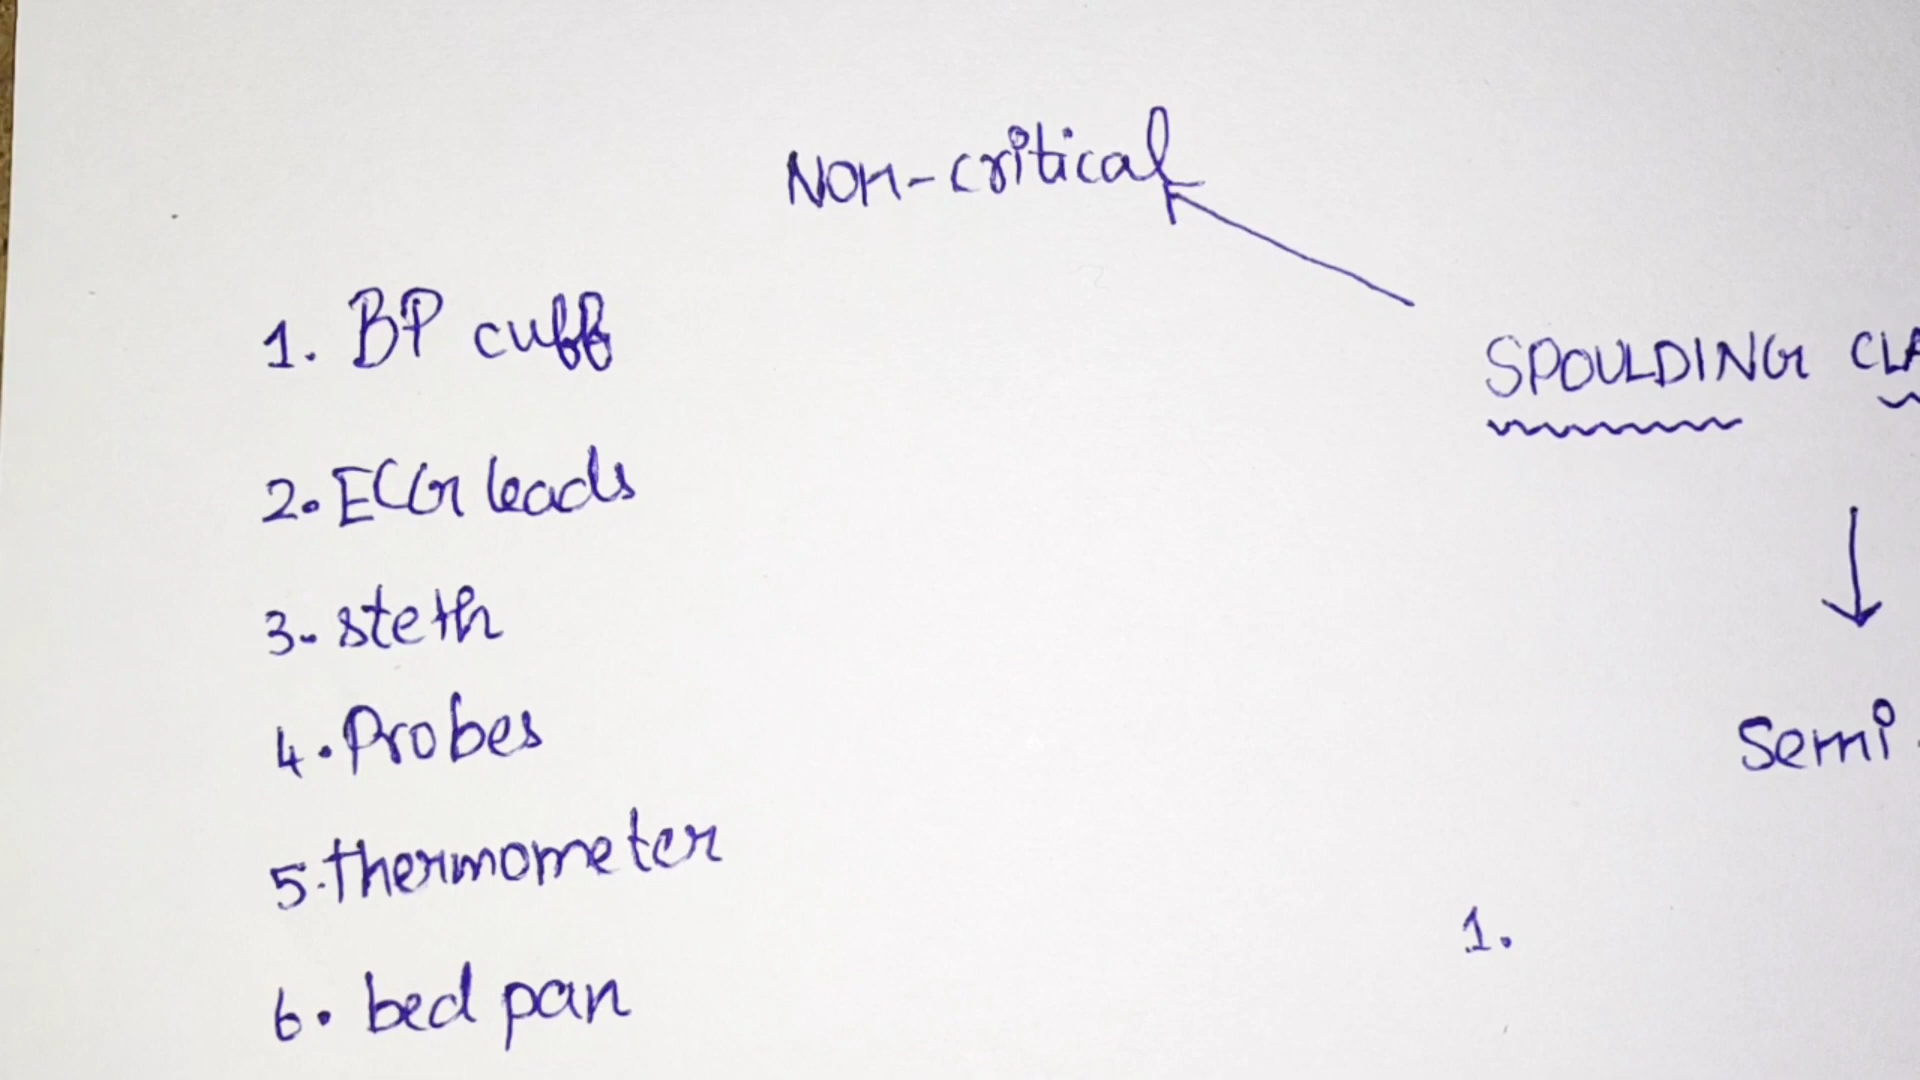 Non-critical
1. BP cuff
SPOULDING CLA
2. ECG leads
3. steth
4. Probes
Semi
5. thermometer
1.
6. bed pan